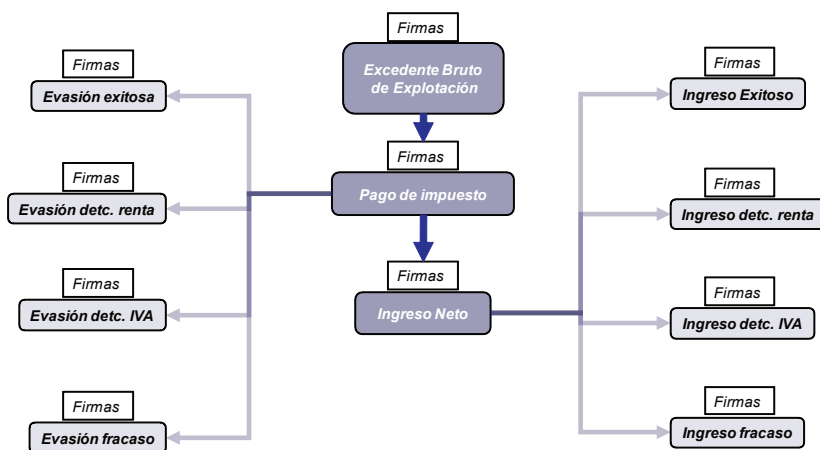 Firmas
Excedente Bruto
de Explotación
Firmas
Evasión exitosa
Firmas
Ingreso Exitoso
Firmas
Pago de impuesto
Firmas
Evasión detc. renta
Firmas
Ingreso detc. renta
Firmas
Ingreso Neto
Firmas
Evasión detc. IVA
Firmas
Ingreso detc. IVA
Firmas
Evasión fracaso
Firmas
Ingreso fracaso